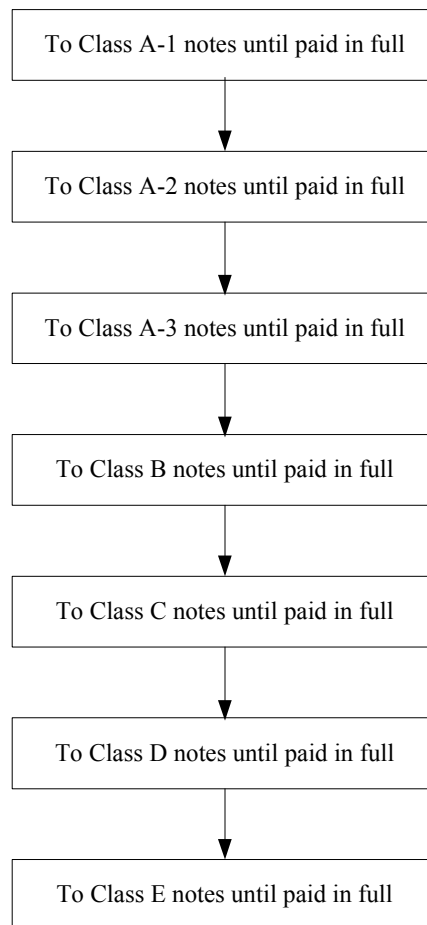 To Class A-1 notes until paid in full
To Class A-2 notes until paid in full
To Class A-3 notes until paid in full
To Class B notes until paid in full
To Class C notes until paid in full
To Class D notes until paid in full
To Class E notes until paid in full